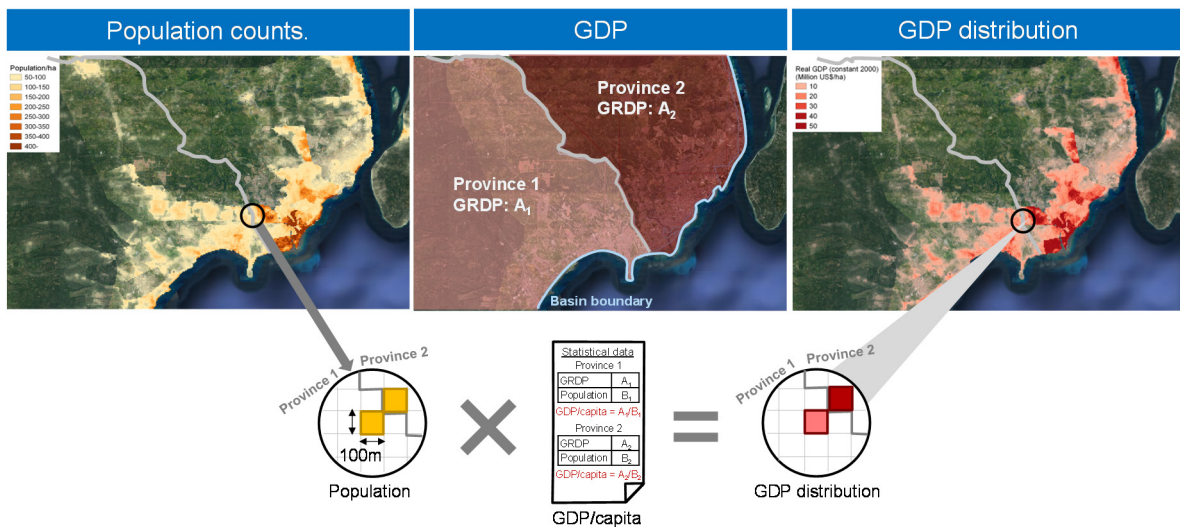 Population counts.
GDP
GDP distribution
Population/ha
50-100
100-150
150-200
200-250
250-300
300-350
350-400
400-
Province 1
GRDP: A₁
Province 2
GRDP: A₂
Basin boundary
Real GDP (constant 2000)
(Million US$/ha)
10
20
30
40
50
Province 1
Province 2
100m
Population
Statistical data
Province 1
GRDP A₁
Population B₁
GDP/capita = A₁/B₁
Province 2
GRDP A₂
Population B₂
GDP/capita = A₂/B₂
GDP/capita
Province 1
Province 2
GDP distribution